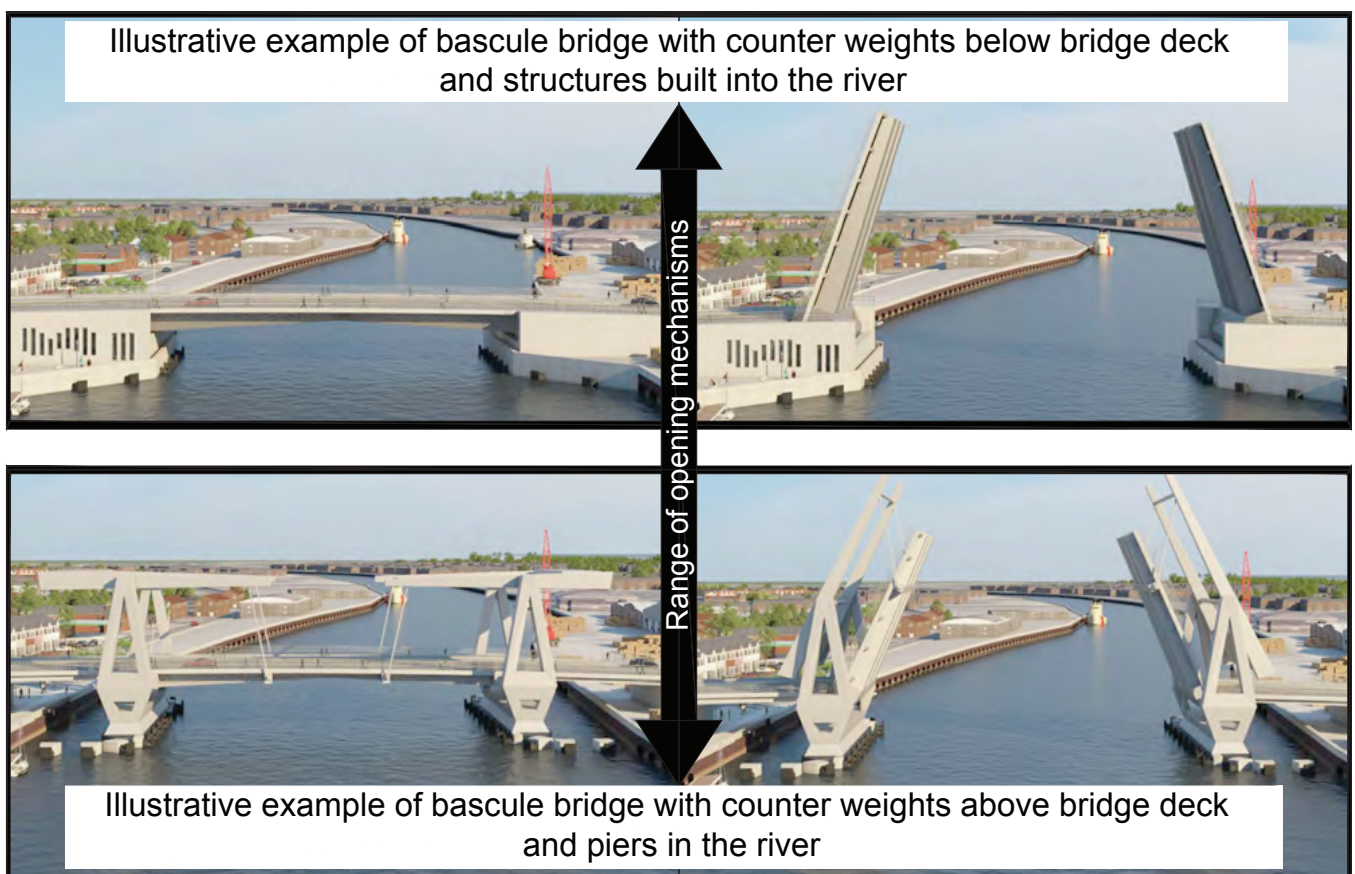 Illustrative example of bascule bridge with counter weights below bridge deck
and structures built into the river
Range of opening mechanisms
Illustrative example of bascule bridge with counter weights above bridge deck
and piers in the river